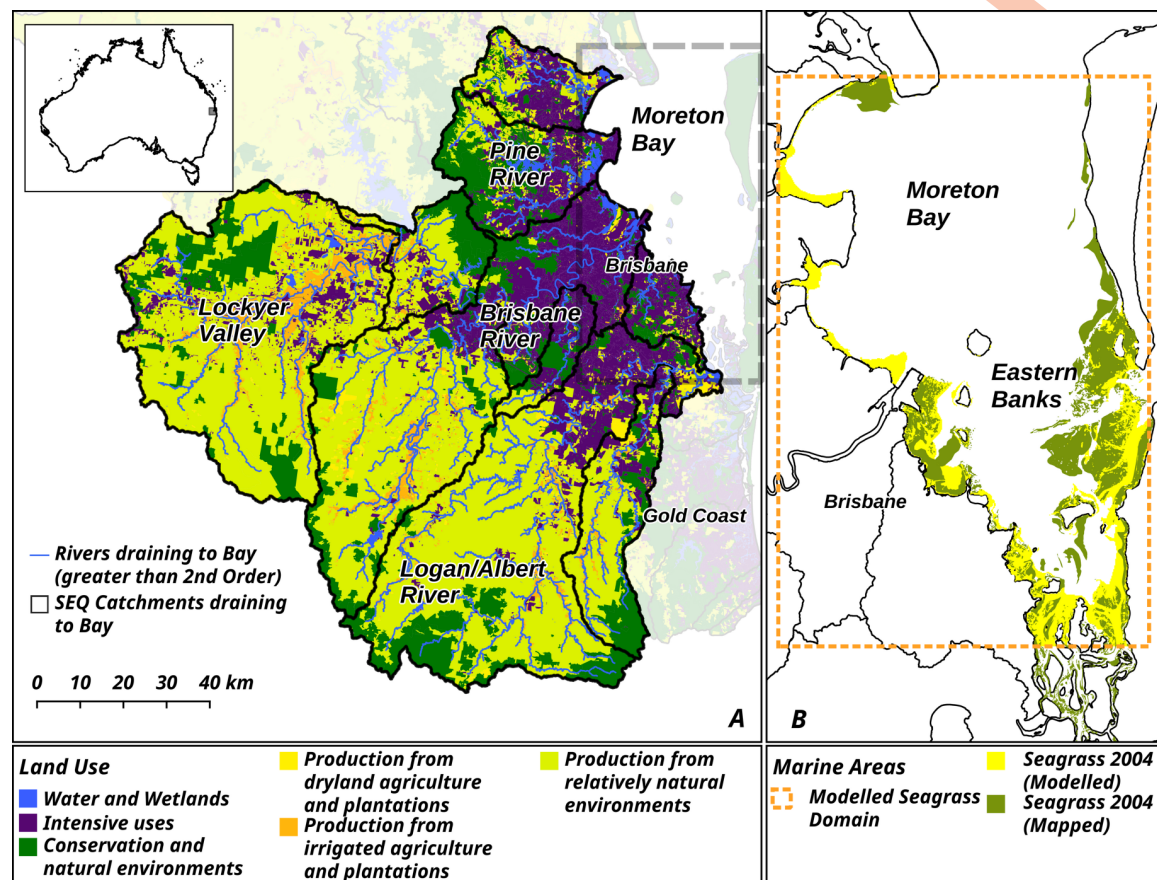 Moreton
Bay
Pine
River
Brisbane
Lockyer
Valley
Brisbane
River
Gold Coast
Logan/Albert
River
Rivers draining to Bay
(greater than 2nd Order)
SEQ Catchments draining
to Bay
0 10 20 30 40 km
A
Moreton
Bay
Eastern
Banks
Brisbane
B
Land Use
Water and Wetlands
Intensive uses
Conservation and
natural environments
Production from
dryland agriculture
and plantations
Production from
irrigated agriculture
and plantations
Production from
relatively natural
environments
Marine Areas
Modelled Seagrass
Domain
Seagrass 2004
(Modelled)
Seagrass 2004
(Mapped)